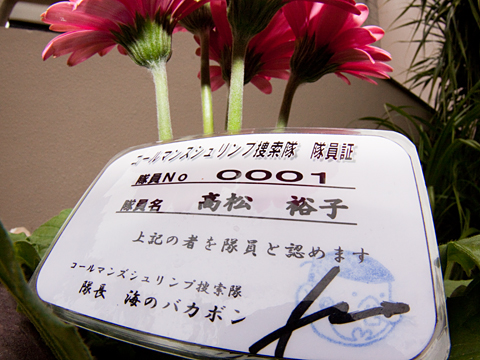 コールマンズシュリンプ捜索隊 隊員証
隊員No 0001
隊員名 高松 裕子
上記の者を隊員と認めます
コールマンズシュリンプ捜索隊
隊長 海のバカボン